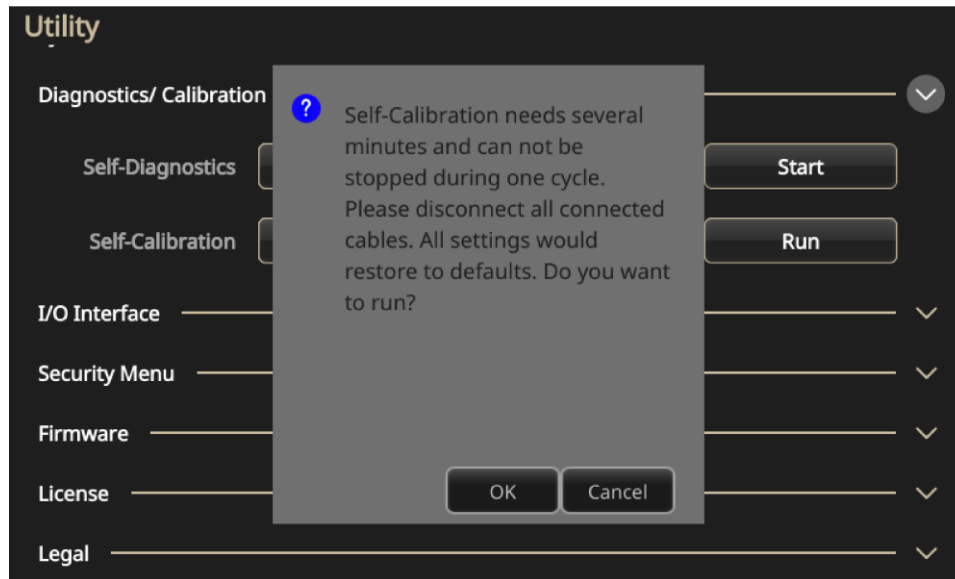 Utility
Diagnostics/ Calibration
Self-Diagnostics
Start
Self-Calibration
Run
?
Self-Calibration needs several
minutes and can not be
stopped during one cycle.
Please disconnect all connected
cables. All settings would
restore to defaults. Do you want
to run?
OK
Cancel
I/O Interface
Security Menu
Firmware
License
Legal